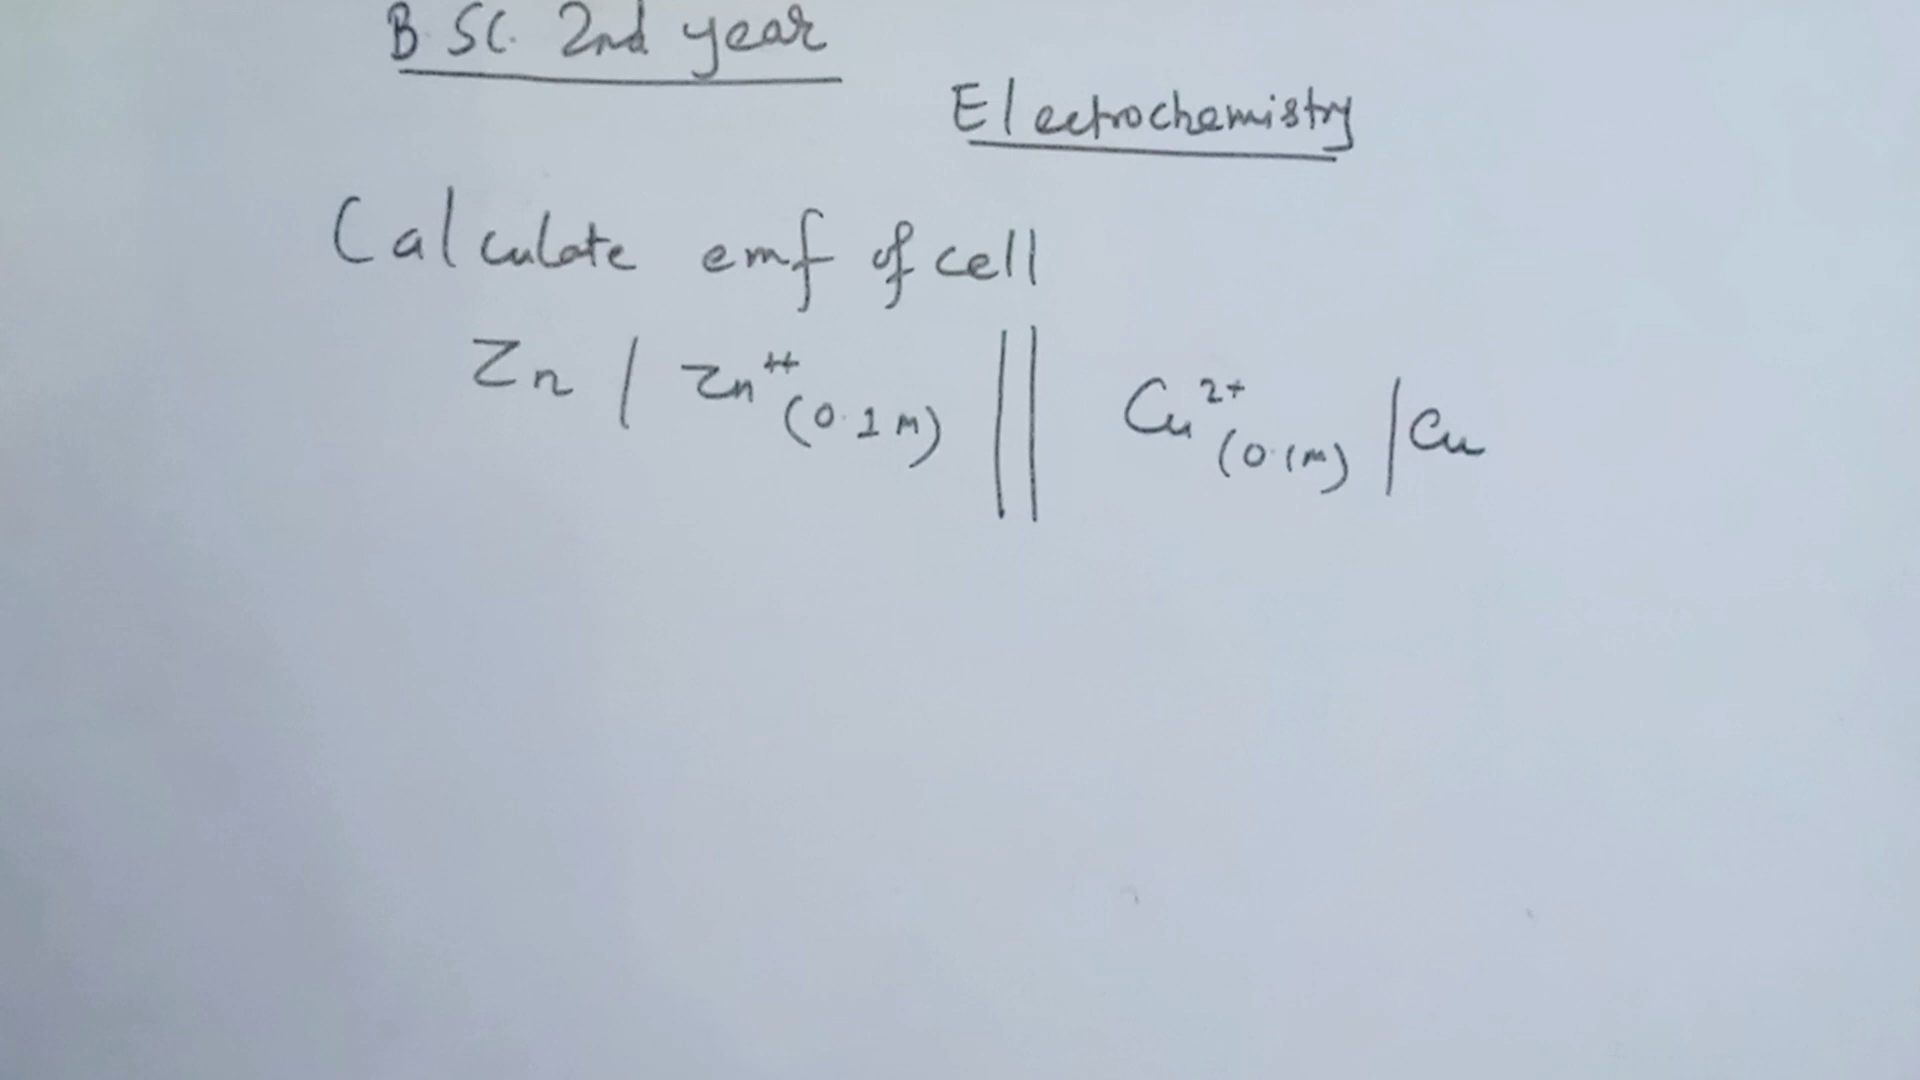 B.SC. 2nd year
Electrochemistry
Calculate emf of cell
Zn / Zn⁺⁺(0.1M) || Cu²⁺(0.1M) / Cu